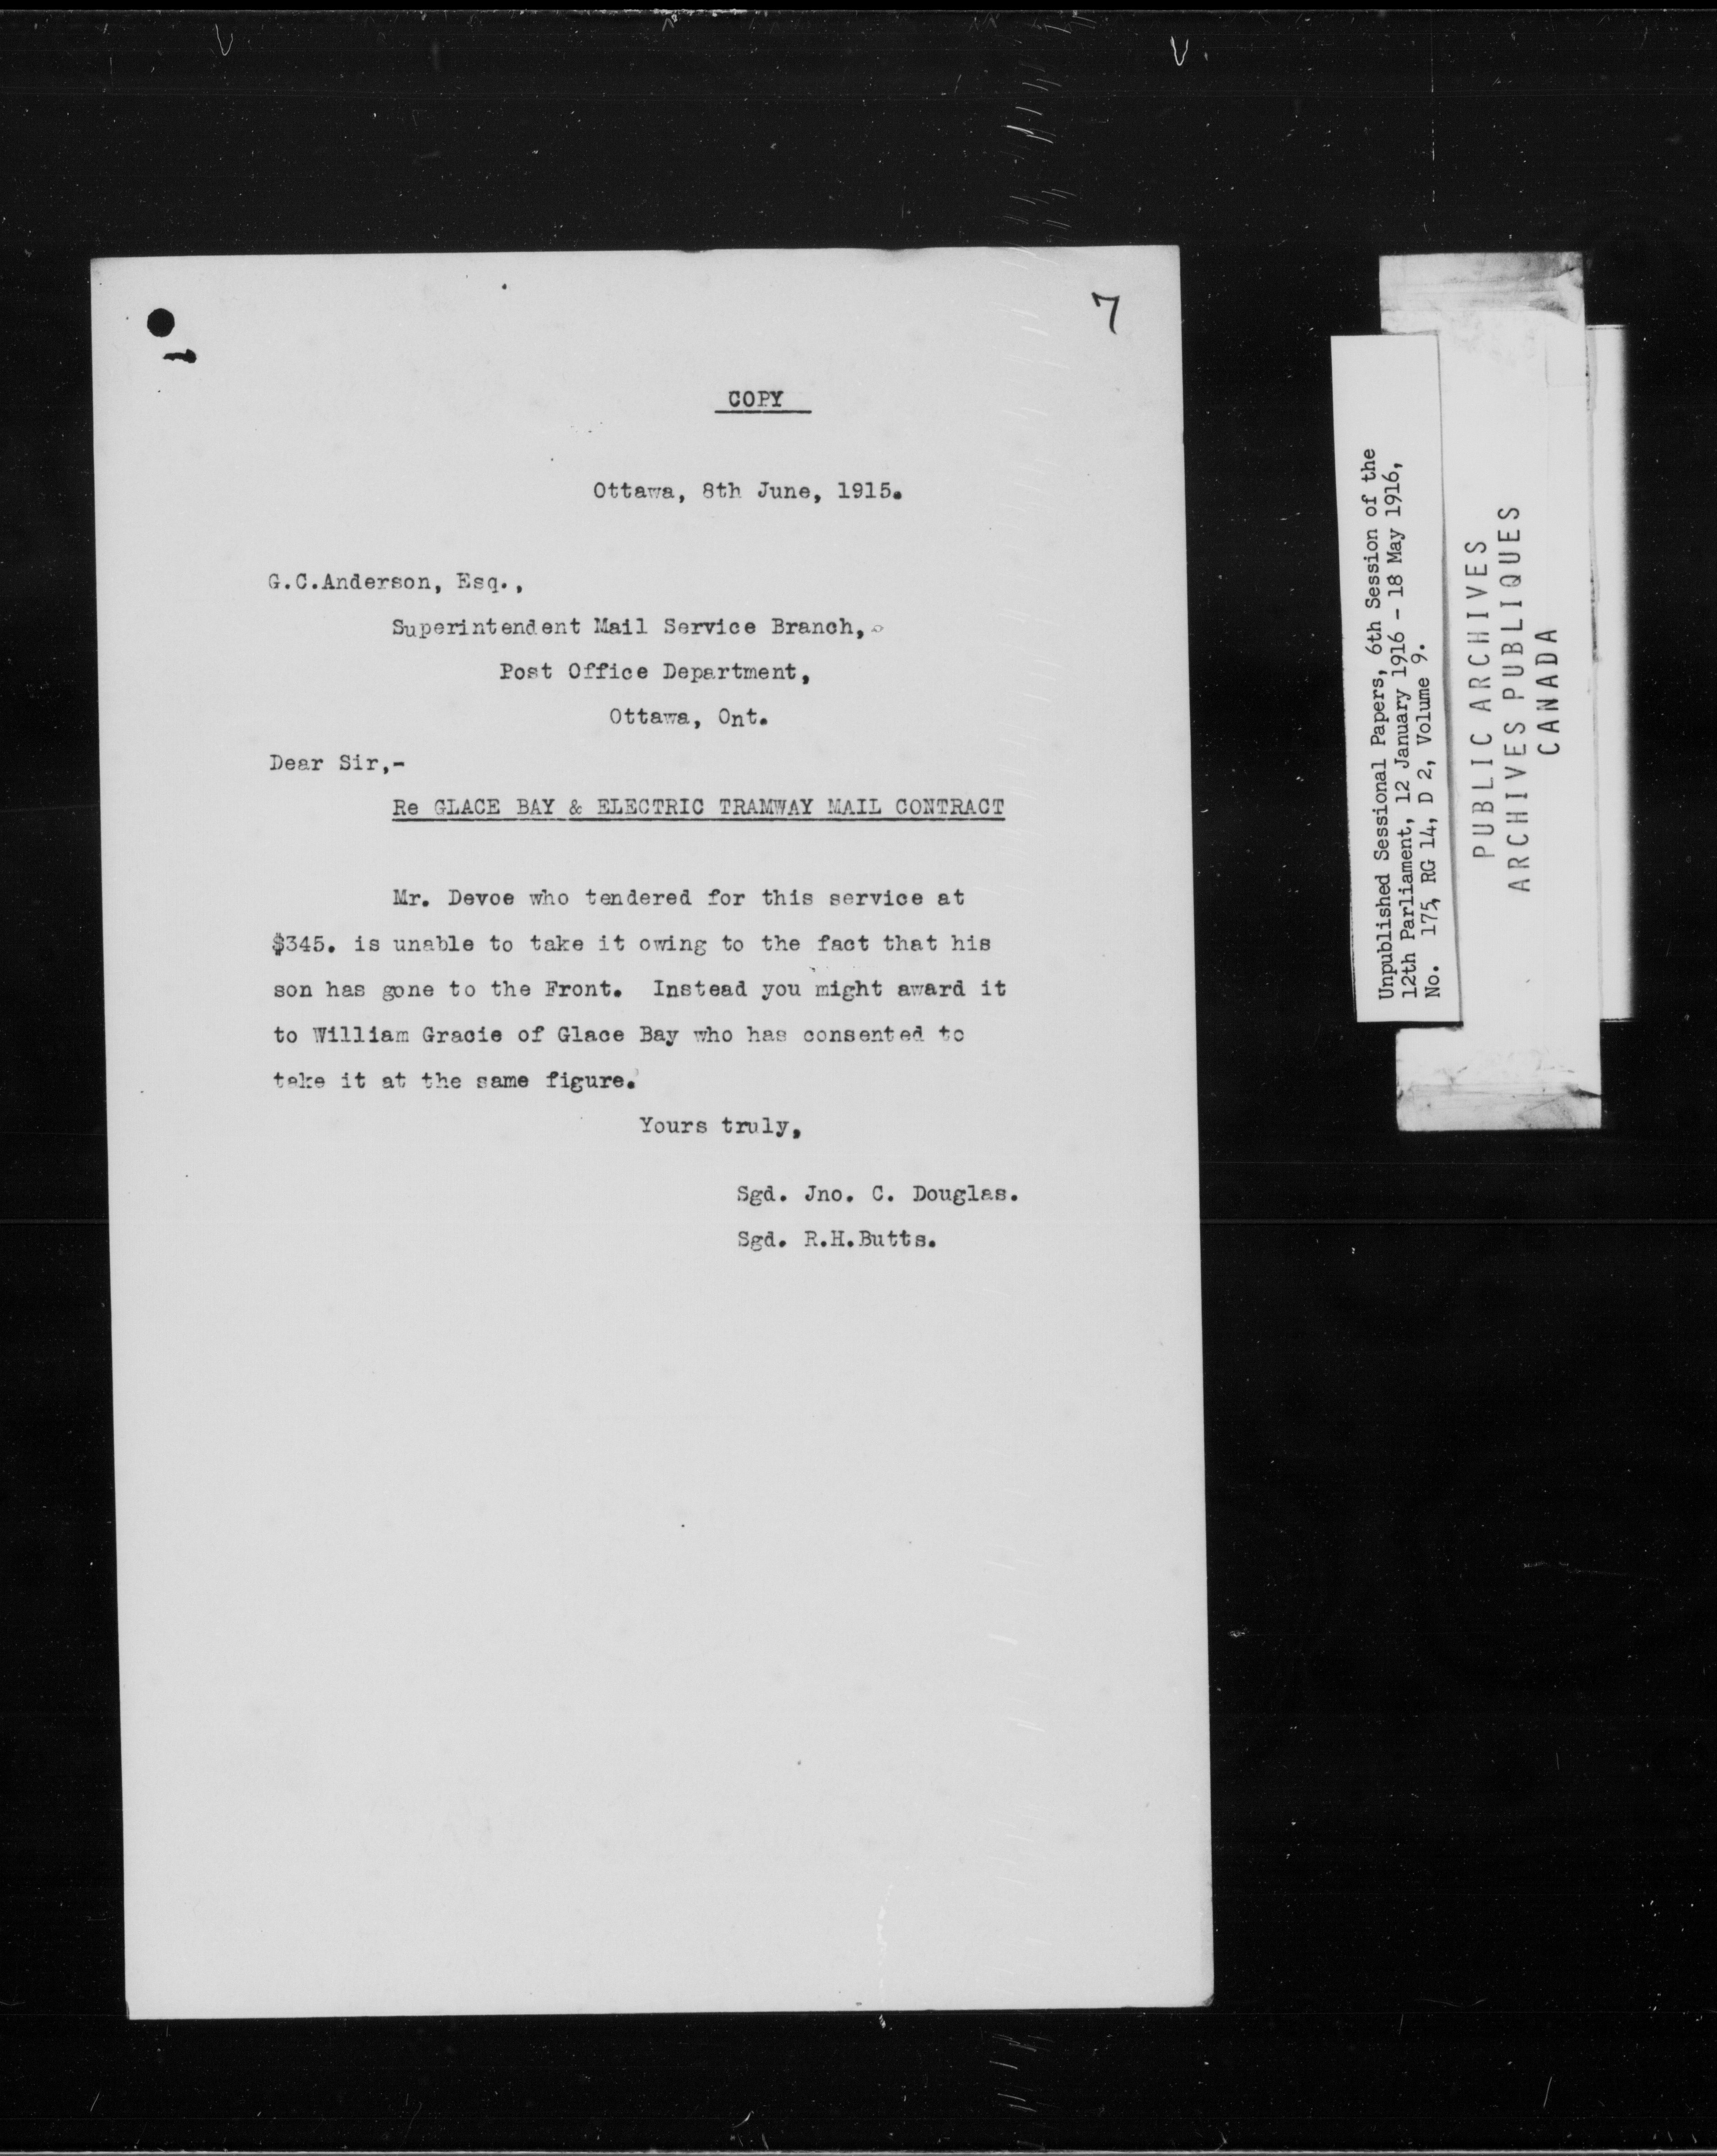 7
COPY
Ottawa, 8th June, 1915.
G.C.Anderson, Esq.,
Superintendent Mail Service Branch,
Post Office Department,
Ottawa, Ont.
Dear Sir,-
Re GLACE BAY & ELECTRIC TRAMWAY MAIL CONTRACT
Mr. Devoe who tendered for this service at
$345. is unable to take it owing to the fact that his
son has gone to the Front. Instead you might award it
to William Gracie of Glace Bay who has consented to
take it at the same figure.
Yours truly,
Sgd. Jno. C. Douglas.
Sgd. R.H.Butts.
Unpublished Sessional Papers, 6th Session of the
12th Parliament, 12 January 1916 - 18 May 1916,
No. 175, RG 14, D 2, Volume 9.
PUBLIC ARCHIVES
ARCHIVES PUBLIQUES
CANADA